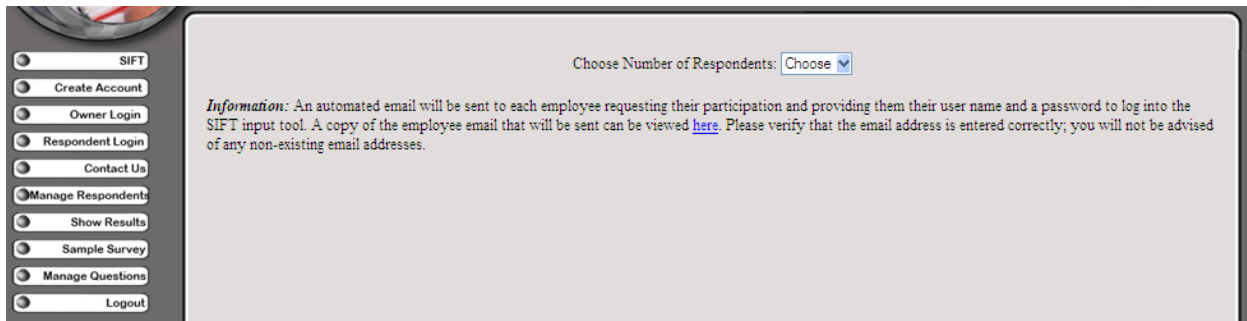 SIFT
Create Account
Owner Login
Respondent Login
Contact Us
Manage Respondents
Show Results
Sample Survey
Manage Questions
Logout
Choose Number of Respondents: Choose
Information: An automated email will be sent to each employee requesting their participation and providing them their user name and a password to log into the
SIFT input tool. A copy of the employee email that will be sent can be viewed here. Please verify that the email address is entered correctly; you will not be advised
of any non-existing email addresses.